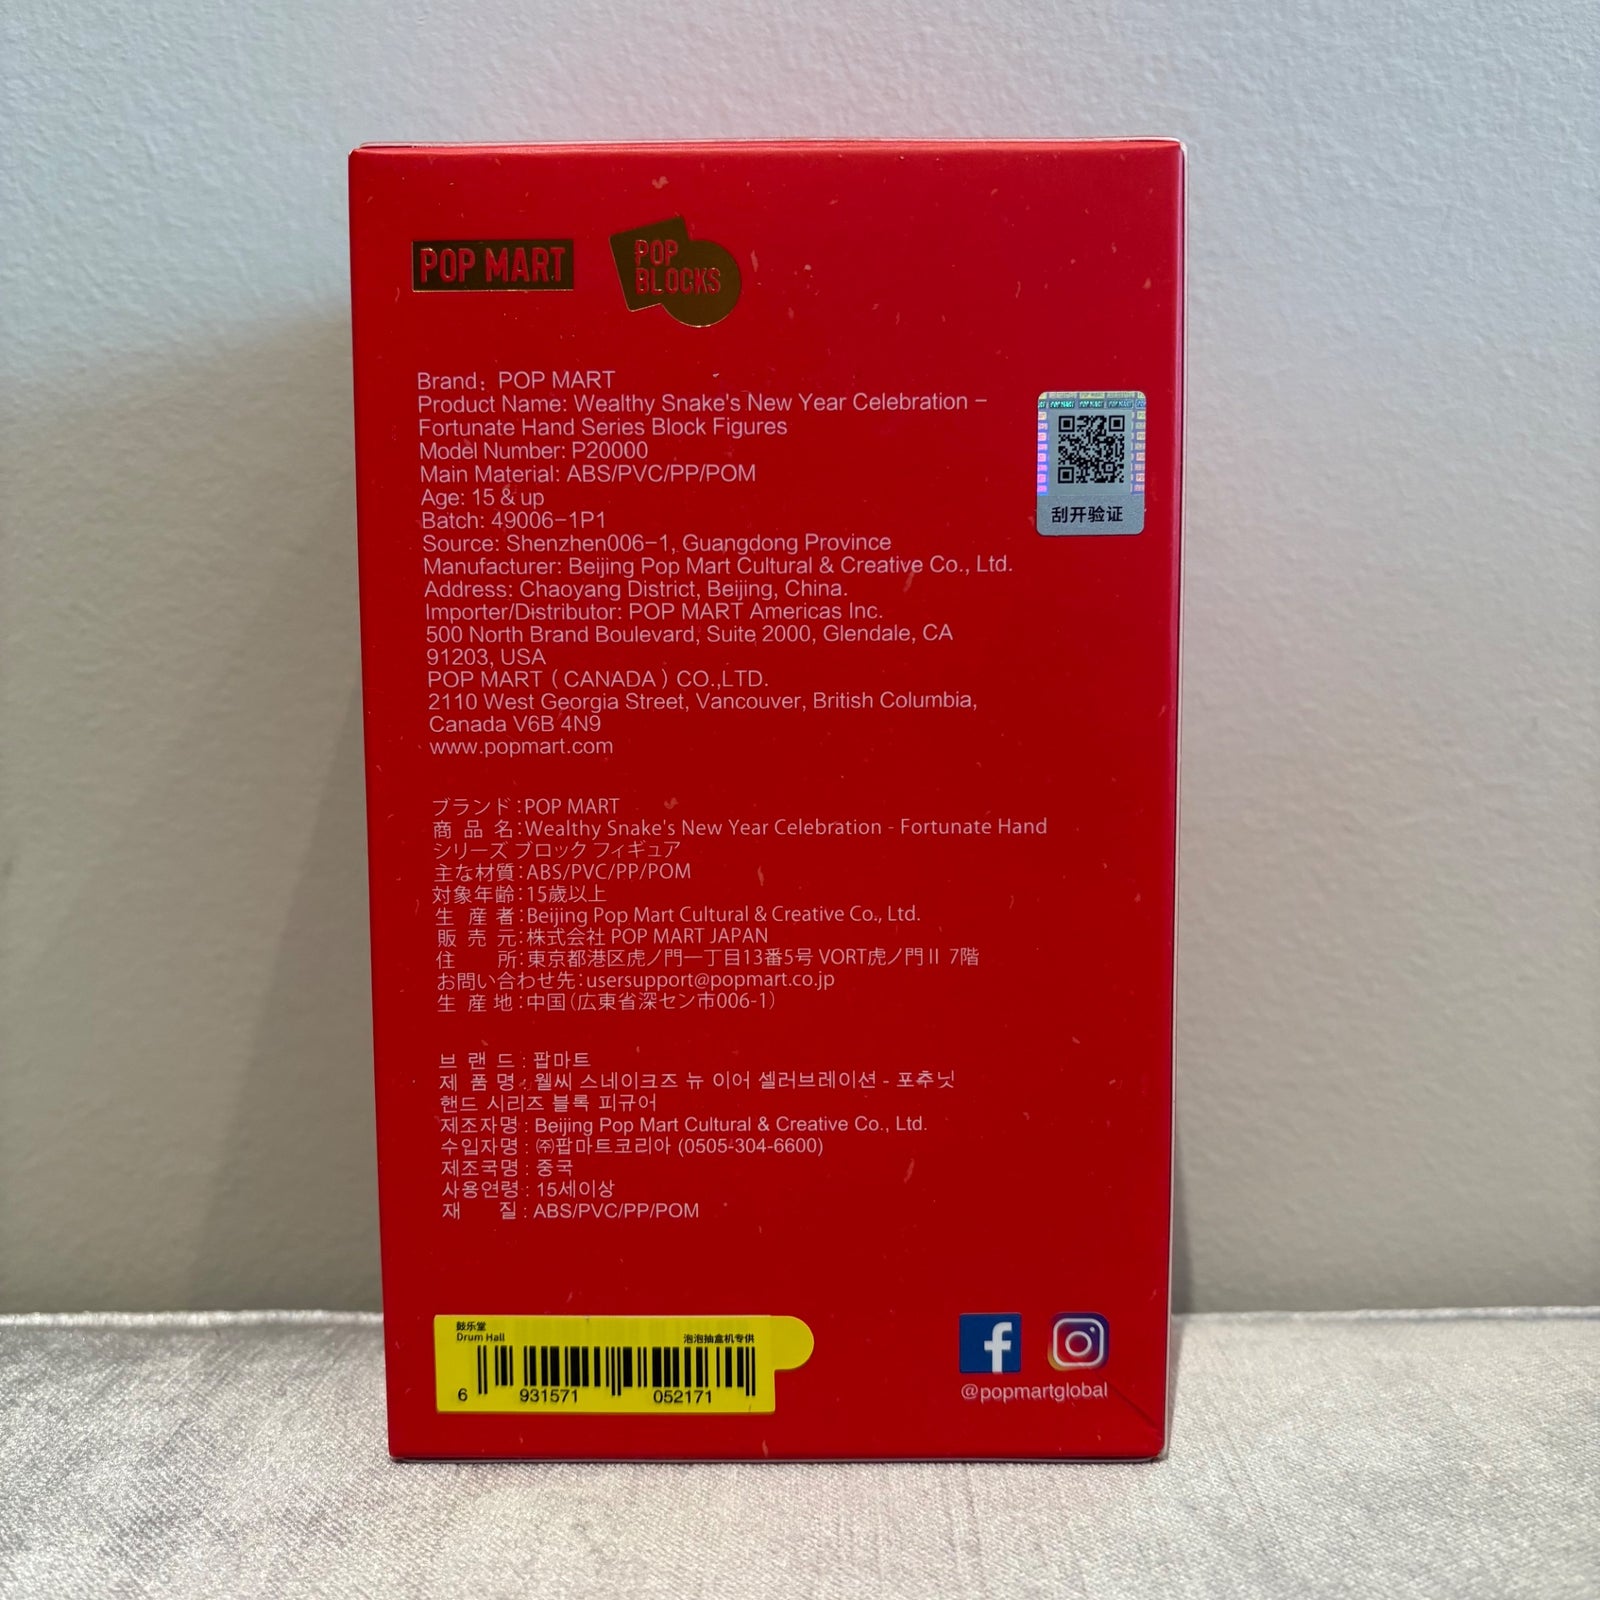 POP MART
POP
BLOCKS
Brand: POP MART
Product Name: Wealthy Snake's New Year Celebration –
Fortunate Hand Series Block Figures
Model Number: P20000
Main Material: ABS/PVC/PP/POM
Age: 15 & up
Batch: 49006-1P1
Source: Shenzhen006-1, Guangdong Province
Manufacturer: Beijing Pop Mart Cultural & Creative Co., Ltd.
Address: Chaoyang District, Beijing, China.
Importer/Distributor: POP MART Americas Inc.
500 North Brand Boulevard, Suite 2000, Glendale, CA
91203, USA
POP MART ( CANADA ) CO.,LTD.
2110 West Georgia Street, Vancouver, British Columbia,
Canada V6B 4N9
www.popmart.com
刮开验证
ブランド:POP MART
商 品 名:Wealthy Snake's New Year Celebration - Fortunate Hand
シリーズ ブロック フィギュア
主な材質:ABS/PVC/PP/POM
対象年齢:15歳以上
生 産 者:Beijing Pop Mart Cultural & Creative Co., Ltd.
販 売 元:株式会社 POP MART JAPAN
住 所:東京都港区虎ノ門一丁目13番5号 VORT虎ノ門II 7階
お問い合わせ先:usersupport@popmart.co.jp
生 産 地:中国(広東省深セン市006-1)
브 랜 드 : 팝마트
제 품 명 : 웰씨 스네이크즈 뉴 이어 셀러브레이션 - 포츄닛
핸드 시리즈 블록 피규어
제조자명 : Beijing Pop Mart Cultural & Creative Co., Ltd.
수입자명 : ㈜팝마트코리아 (0505-304-6600)
제조국명 : 중국
사용연령 : 15세이상
재 질 : ABS/PVC/PP/POM
鼓乐堂
Drum Hall
泡泡抽盒机专供
6 931571 052171
@popmartglobal